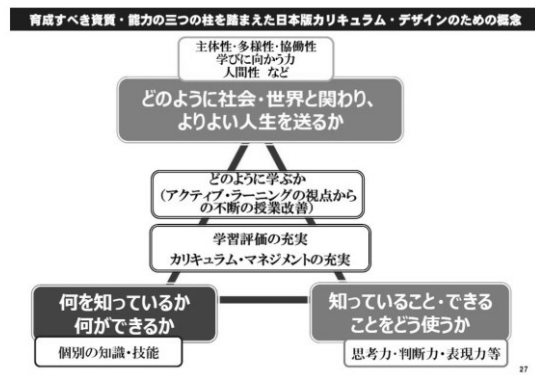 育成すべき資質・能力の三つの柱を踏まえた日本版カリキュラム・デザインのための概念
主体性・多様性・協働性
学びに向かう力
人間性 など
どのように社会・世界と関わり、
よりよい人生を送るか
どのように学ぶか
(アクティブ・ラーニングの視点から
の不断の授業改善)
学習評価の充実
カリキュラム・マネジメントの充実
何を知っているか
何ができるか
個別の知識・技能
知っていること・できる
ことをどう使うか
思考力・判断力・表現力等
27